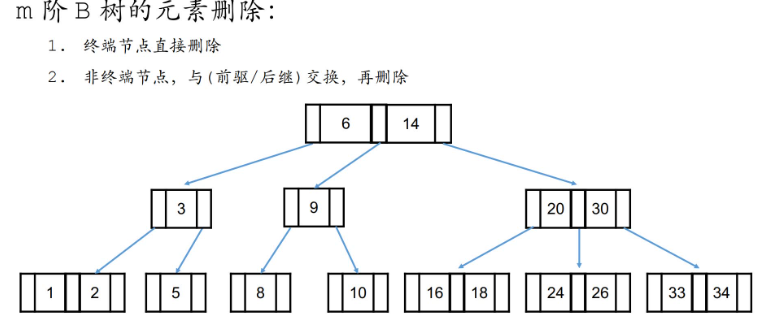 m 阶 B 树的元素删除:
1. 终端节点直接删除
2. 非终端节点，与(前驱/后继)交换，再删除
6 14
3 9 20 30
1 2 5 8 10 16 18 24 26 33 34